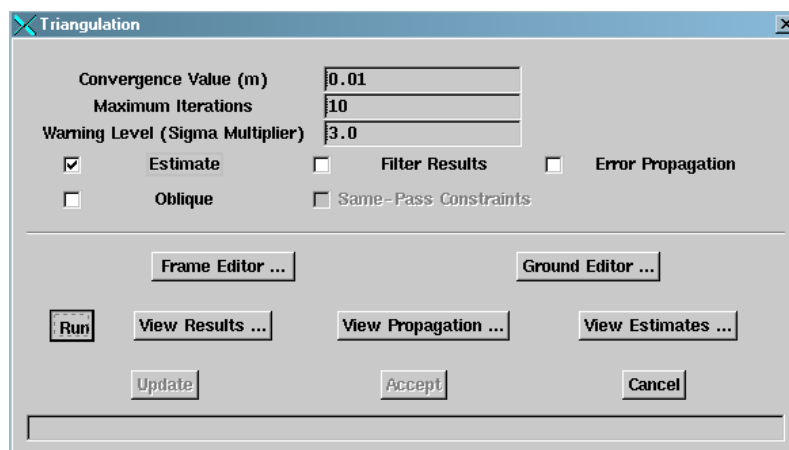 Triangulation
Convergence Value (m) 0.01
Maximum Iterations 10
Warning Level (Sigma Multiplier) 3.0
Estimate Filter Results Error Propagation
Oblique Same-Pass Constraints
Frame Editor ... Ground Editor ...
Run View Results ... View Propagation ... View Estimates ...
Update Accept Cancel